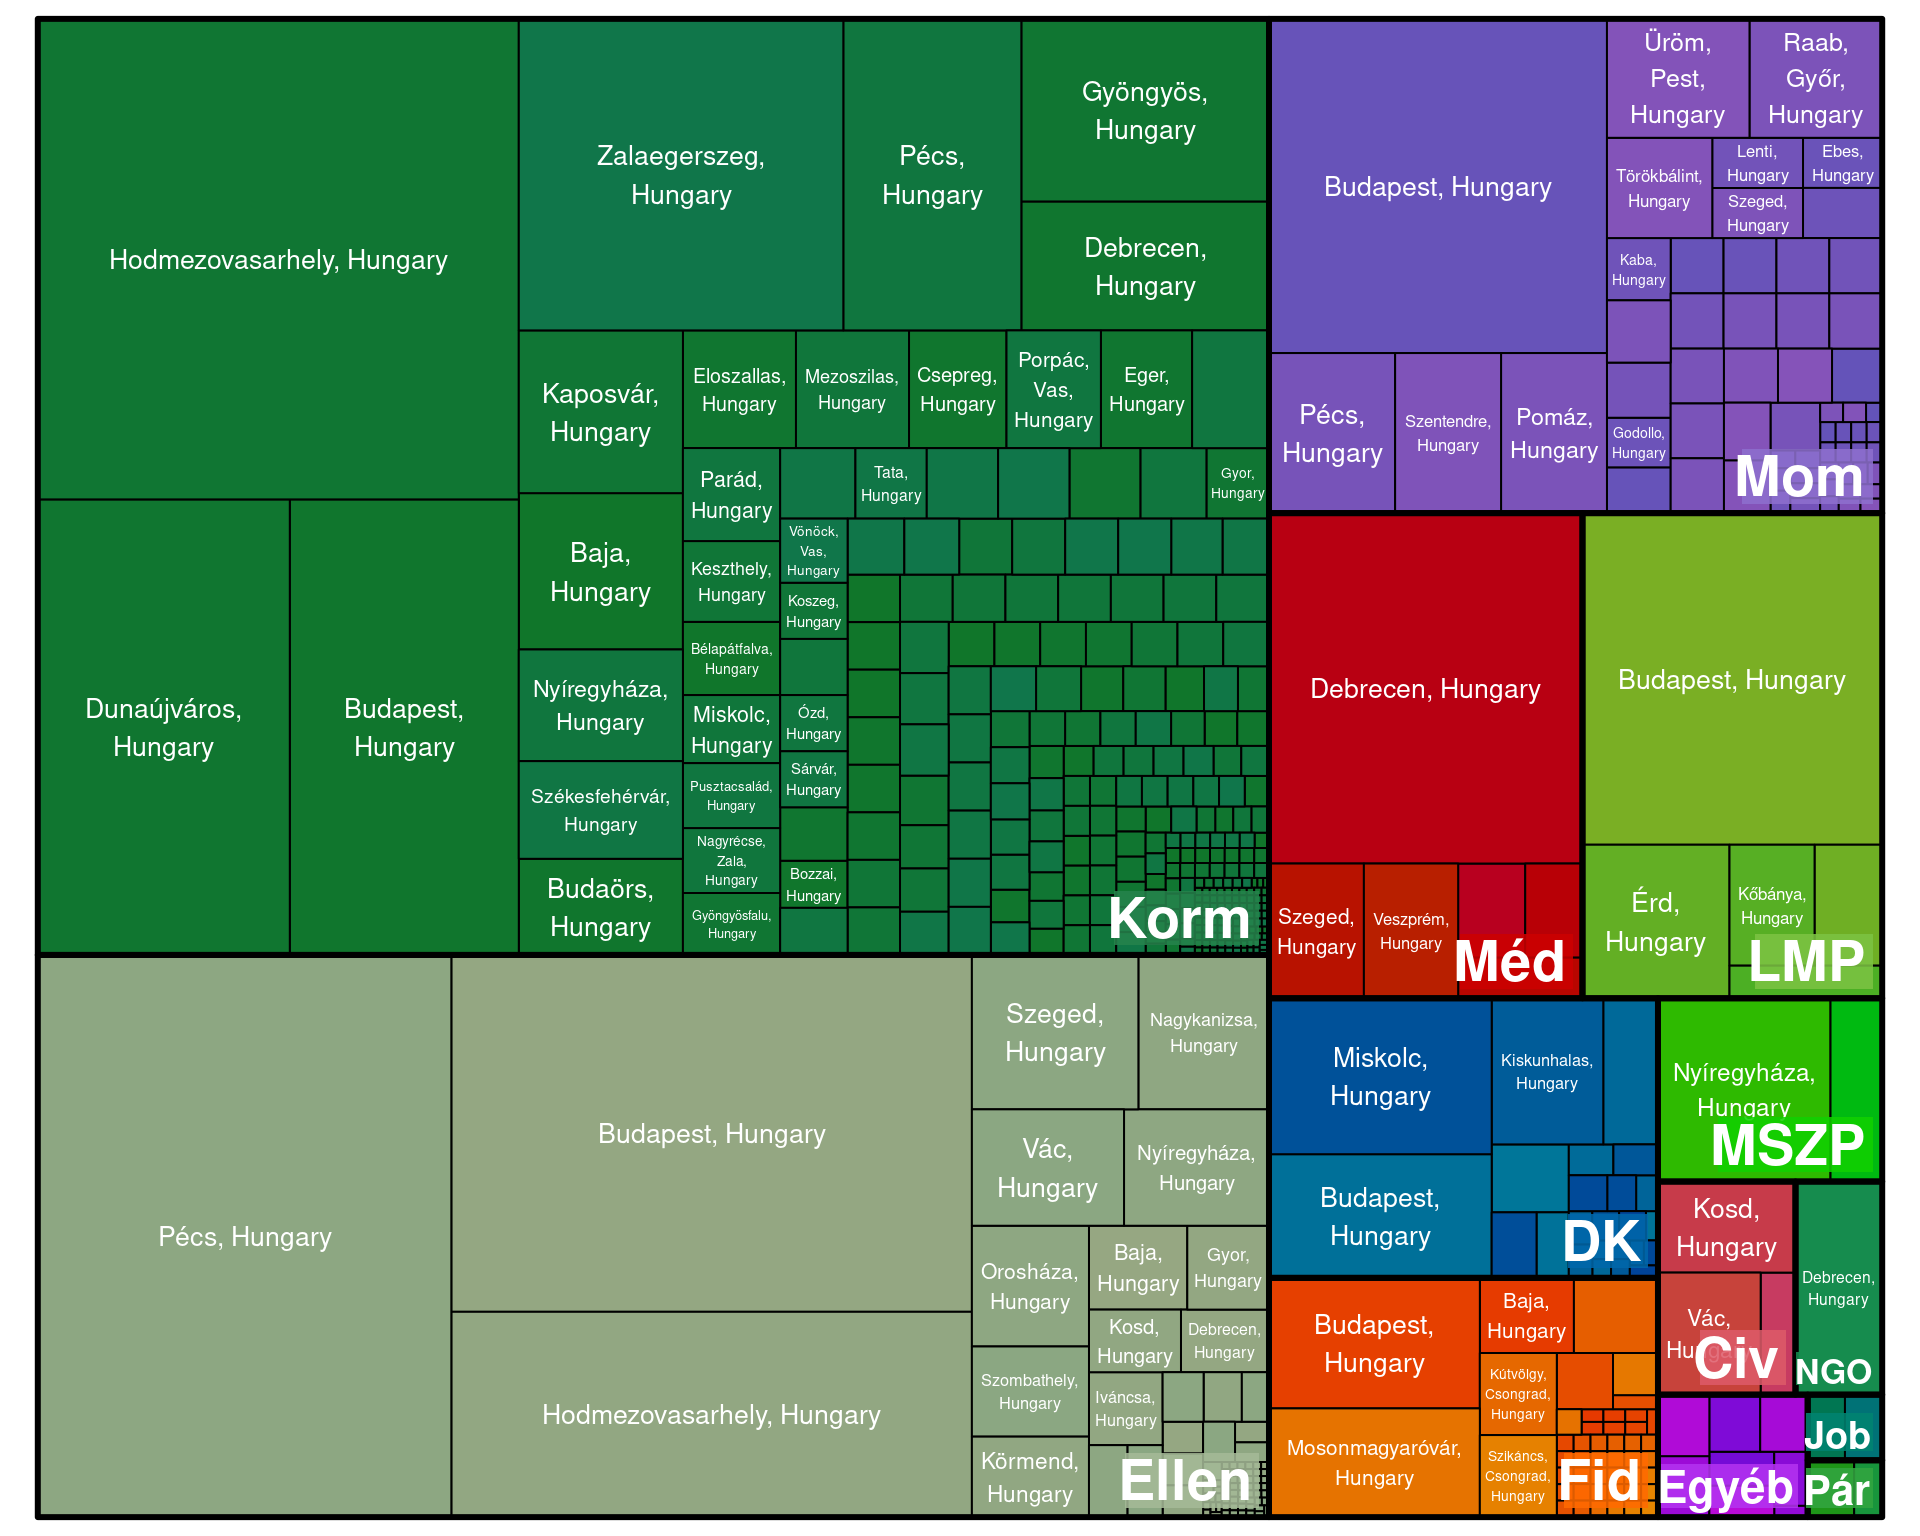 Hodmezovasarhely, Hungary
Zalaegerszeg,
Hungary
Pécs,
Hungary
Gyöngyös,
Hungary
Debrecen,
Hungary
Dunaújváros,
Hungary
Budapest,
Hungary
Kaposvár,
Hungary
Baja,
Hungary
Nyíregyháza,
Hungary
Székesfehérvár,
Hungary
Budaörs,
Hungary
Eloszallas,
Hungary
Mezoszilas,
Hungary
Csepreg,
Hungary
Porpác,
Vas,
Hungary
Eger,
Hungary
Parád,
Hungary
Keszthely,
Hungary
Bélapátfalva,
Hungary
Miskolc,
Hungary
Pusztacsalád,
Hungary
Nagyrécse,
Zala,
Hungary
Gyöngyösfalu,
Hungary
Tata,
Hungary
Gyor,
Hungary
Vönöck,
Vas,
Hungary
Koszeg,
Hungary
Ózd,
Hungary
Sárvár,
Hungary
Bozzai,
Hungary
Korm
Pécs, Hungary
Budapest, Hungary
Hodmezovasarhely, Hungary
Szeged,
Hungary
Nagykanizsa,
Hungary
Vác,
Hungary
Nyíregyháza,
Hungary
Orosháza,
Hungary
Szombathely,
Hungary
Körmend,
Hungary
Baja,
Hungary
Gyor,
Hungary
Kosd,
Hungary
Debrecen,
Hungary
Iváncsa,
Hungary
Ellen
Budapest, Hungary
Pécs,
Hungary
Szentendre,
Hungary
Pomáz,
Hungary
Üröm,
Pest,
Hungary
Raab,
Győr,
Hungary
Törökbálint,
Hungary
Lenti,
Hungary
Ebes,
Hungary
Szeged,
Hungary
Kaba,
Hungary
Godollo,
Hungary
Mom
Debrecen, Hungary
Szeged,
Hungary
Veszprém,
Hungary
Méd
Budapest, Hungary
Érd,
Hungary
Kőbánya,
Hungary
LMP
Miskolc,
Hungary
Budapest,
Hungary
Kiskunhalas,
Hungary
DK
Nyíregyháza,
Hungary
MSZP
Budapest,
Hungary
Mosonmagyaróvár,
Hungary
Baja,
Hungary
Kútvölgy,
Csongrad,
Hungary
Szikáncs,
Csongrad,
Hungary
Fid
Kosd,
Hungary
Vác,
Hungary
Civ
Debrecen,
Hungary
NGO
Egyéb
Job
Pár